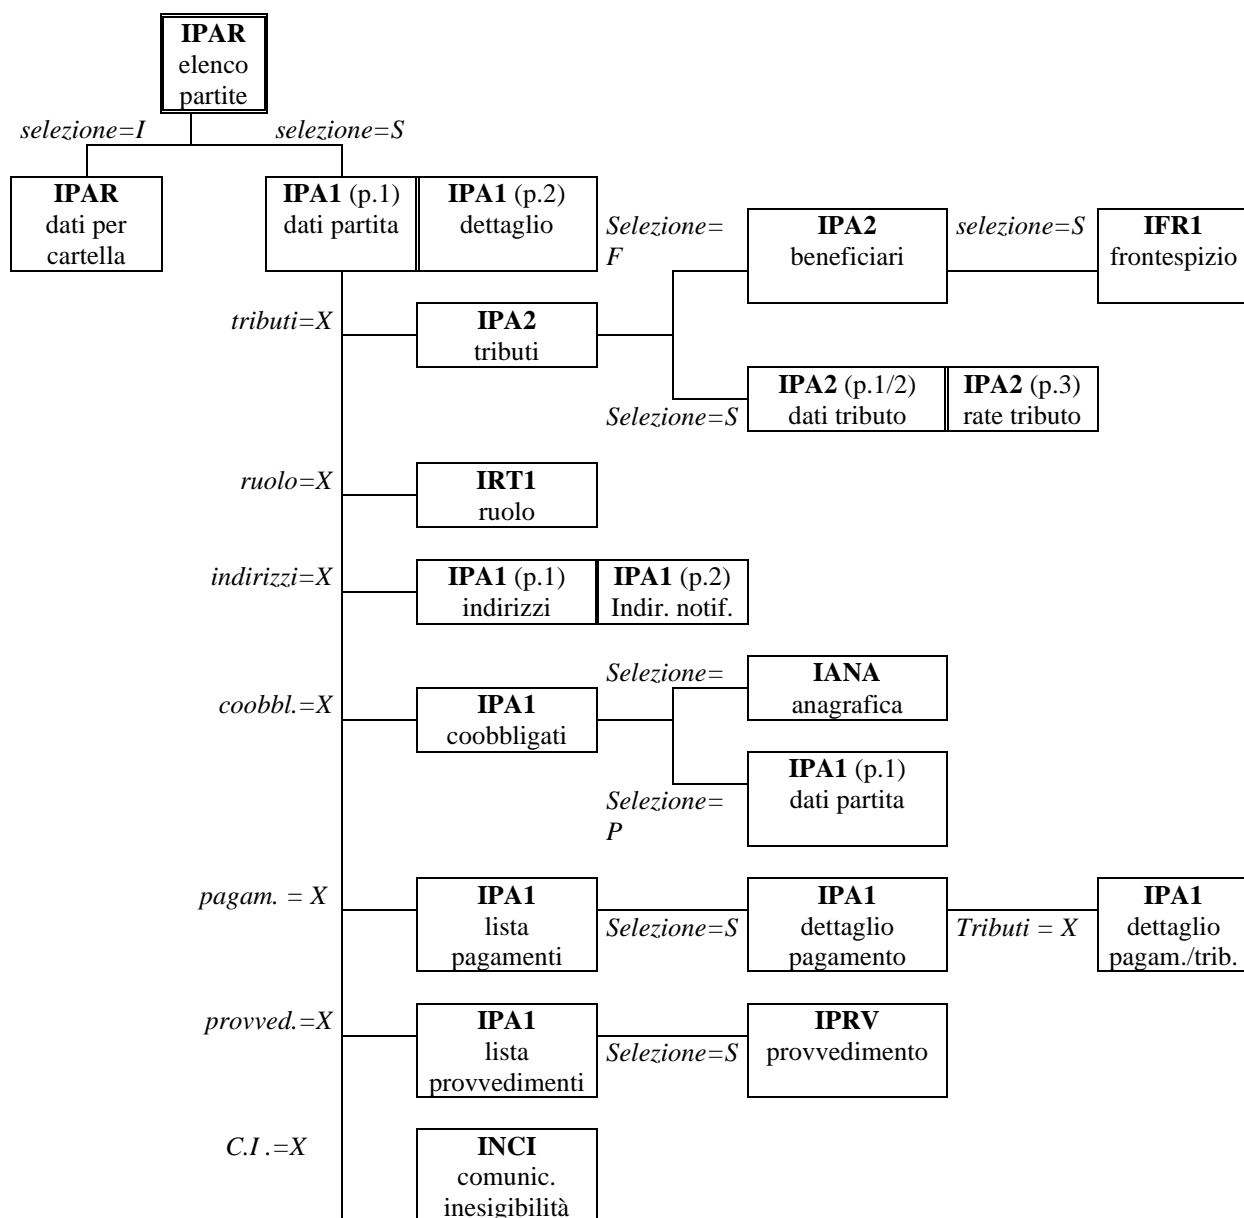 IPAR
elenco
partite
selezione=I
selezione=S
IPAR
dati per
cartella
IPA1 (p.1)
dati partita
IPA1 (p.2)
dettaglio
Selezione=
F
IPA2
beneficiari
selezione=S
IFR1
frontespizio
tributi=X
IPA2
tributi
Selezione=S
IPA2 (p.1/2)
dati tributo
IPA2 (p.3)
rate tributo
ruolo=X
IRT1
ruolo
indirizzi=X
IPA1 (p.1)
indirizzi
IPA1 (p.2)
Indir. notif.
coobbl.=X
IPA1
coobbligati
Selezione=
IANA
anagrafica
Selezione=
P
IPA1 (p.1)
dati partita
pagam. = X
IPA1
lista
pagamenti
Selezione=S
IPA1
dettaglio
pagamento
Tributi = X
IPA1
dettaglio
pagam./trib.
provved.=X
IPA1
lista
provvedimenti
Selezione=S
IPRV
provvedimento
C.I .=X
INCI
comunic.
inesigibilità